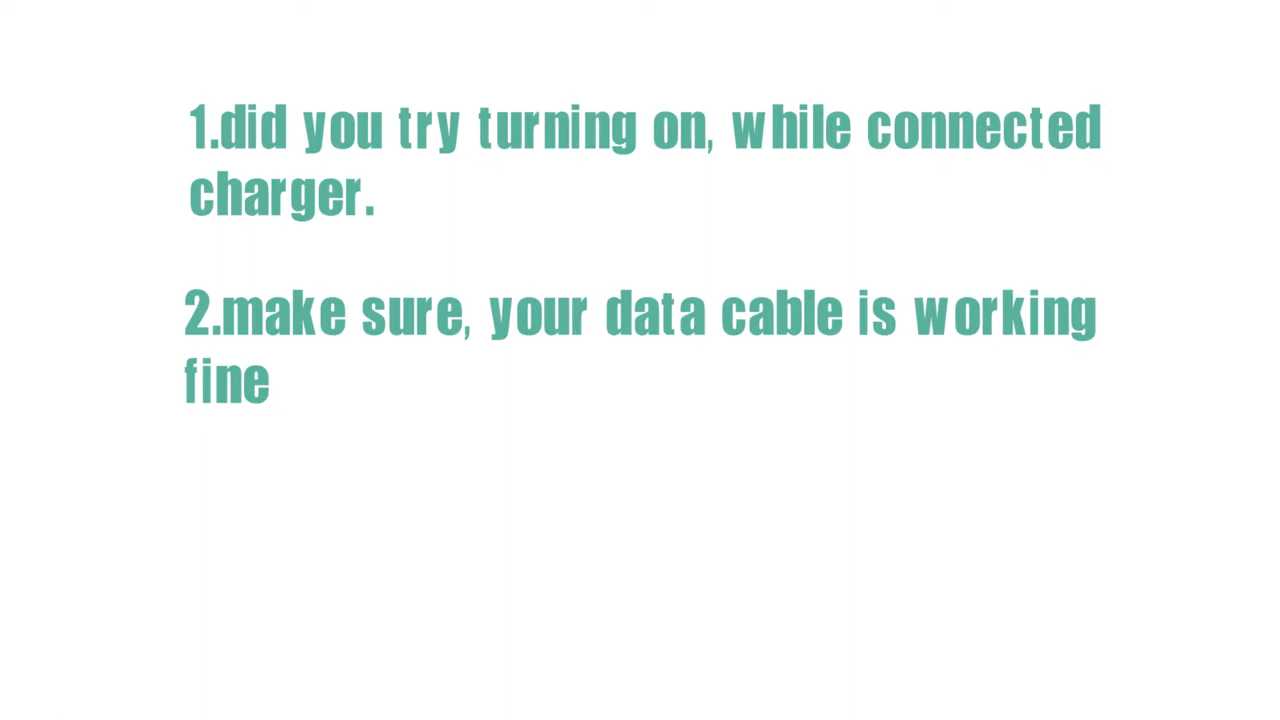 1.did you try turning on, while connected
charger.
2.make sure, your data cable is working
fine